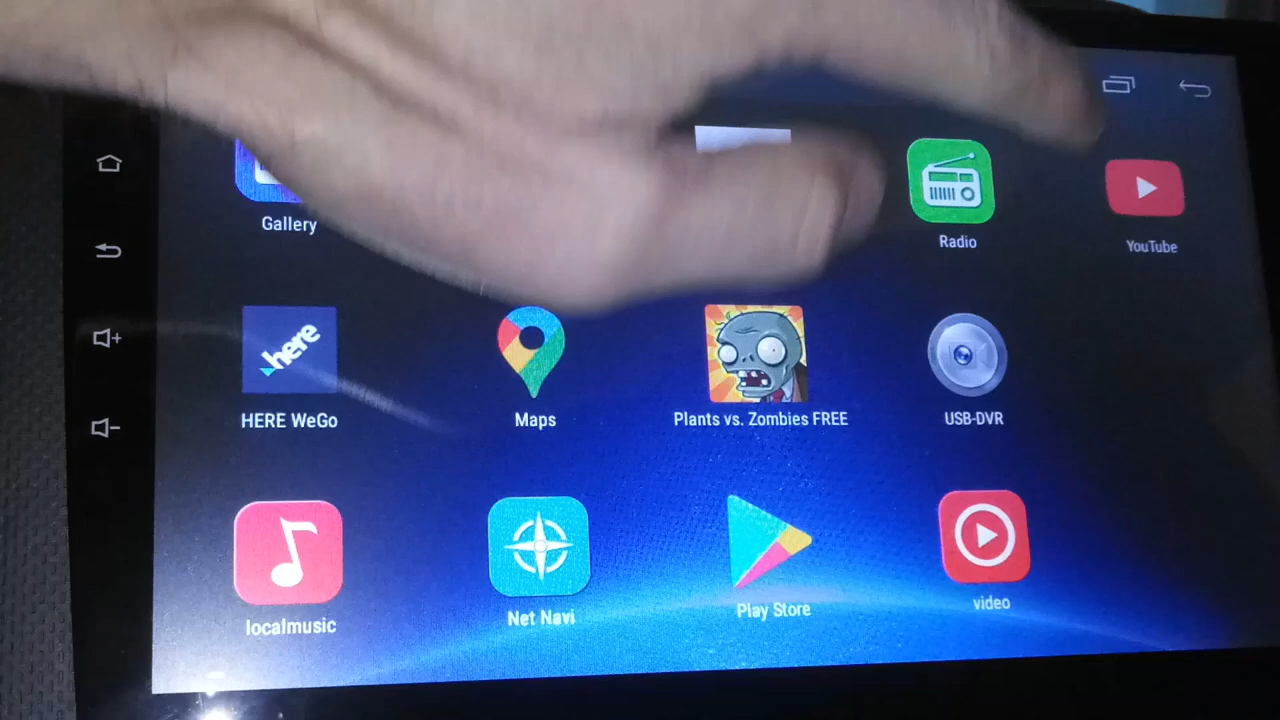 Gallery
Radio
YouTube
here
HERE WeGo
Maps
Plants vs. Zombies FREE
USB-DVR
localmusic
Net Navi
Play Store
video